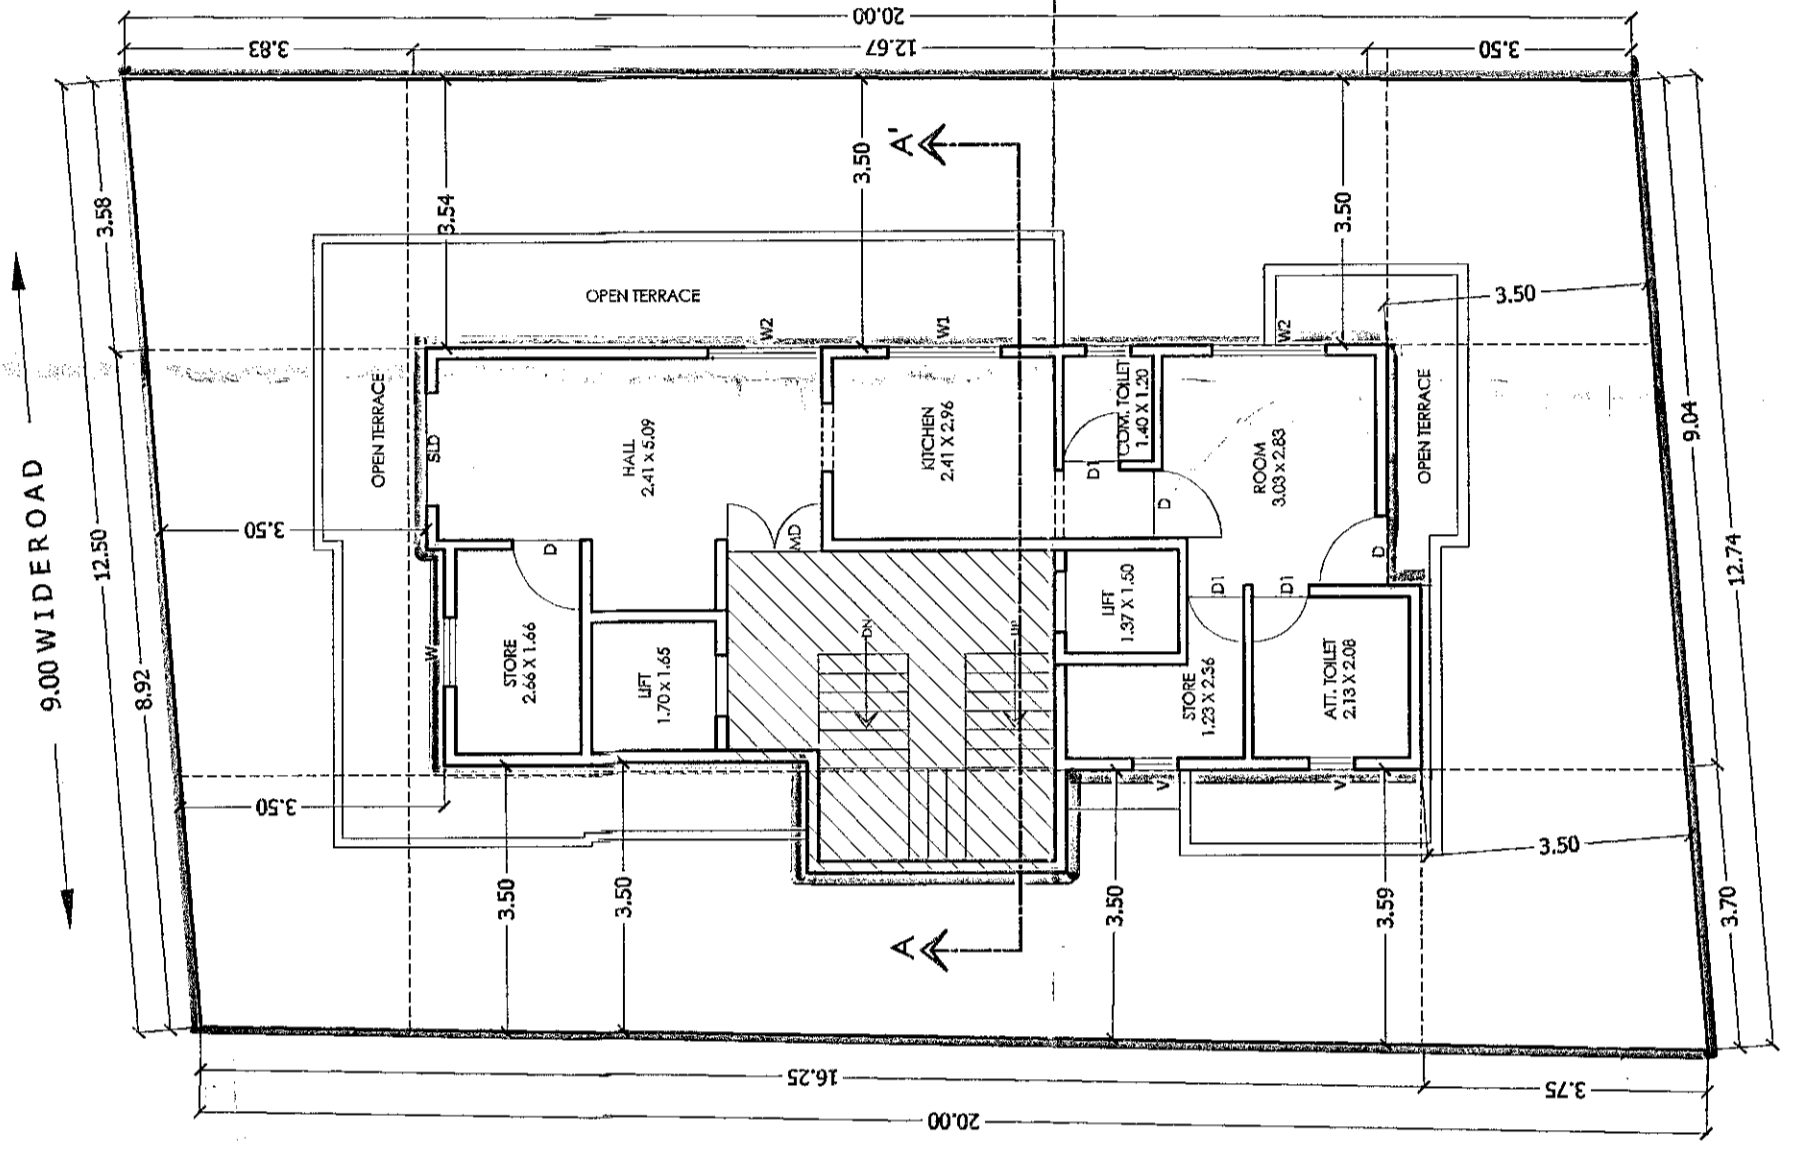 20.00
3.83
12.67
3.50
9.00 WIDEROAD
12.50
3.58
8.92
3.54
3.50
A'
3.50
OPEN TERRACE
W2
W1
W2
3.50
OPEN TERRACE
SLD
HALL
2.41 X 5.09
KITCHEN
2.41 X 2.96
COM. TOILET
1.40 X 1.20
D1
D
ROOM
3.03 x 2.83
OPEN TERRACE
9.04
12.74
3.50
D
MD
D
W
STORE
2.66 X 1.66
LIFT
1.70 X 1.65
DN
UP
LIFT
1.37 X 1.50
D1
D1
STORE
1.23 X 2.36
ATT. TOILET
2.13 X 2.08
V
V
3.50
3.50
3.50
3.50
3.50
3.59
A
3.70
16.25
3.75
20.00